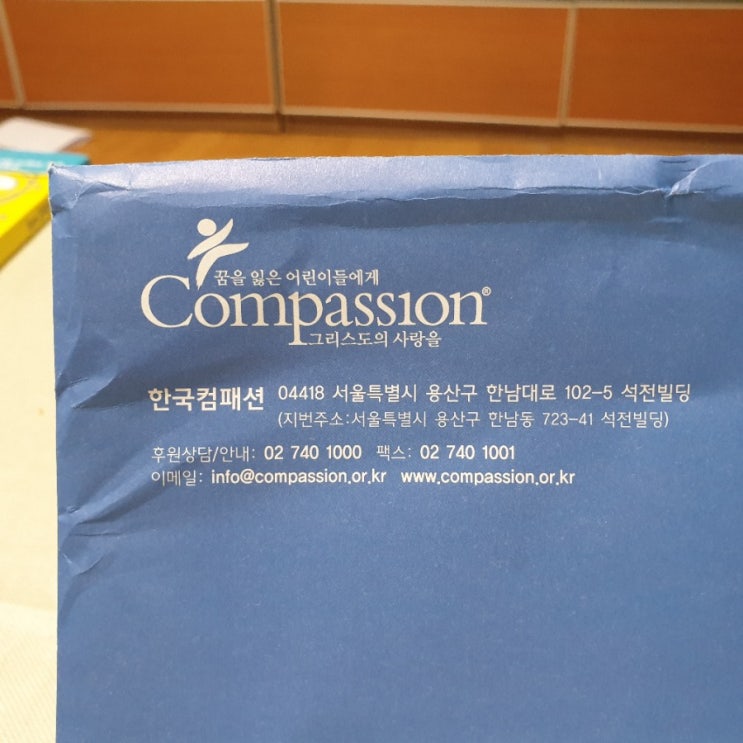 꿈을 잃은 어린이들에게
Compassion®
그리스도의 사랑을
한국컴패션 04418 서울특별시 용산구 한남대로 102-5 석전빌딩
(지번주소:서울특별시 용산구 한남동 723-41 석전빌딩)
후원상담/안내: 02 740 1000 팩스: 02 740 1001
이메일: info@compassion.or.kr www.compassion.or.kr